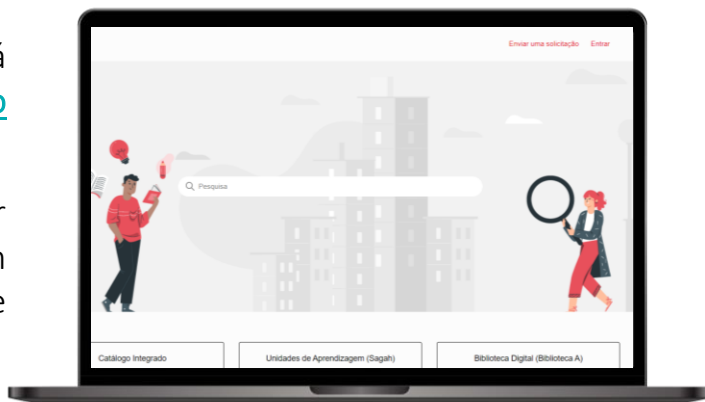 Enviar uma solicitação Entrar
Pesquisa
Catálogo Integrado
Unidades de Aprendizagem (Sagah)
Biblioteca Digital (Biblioteca A)